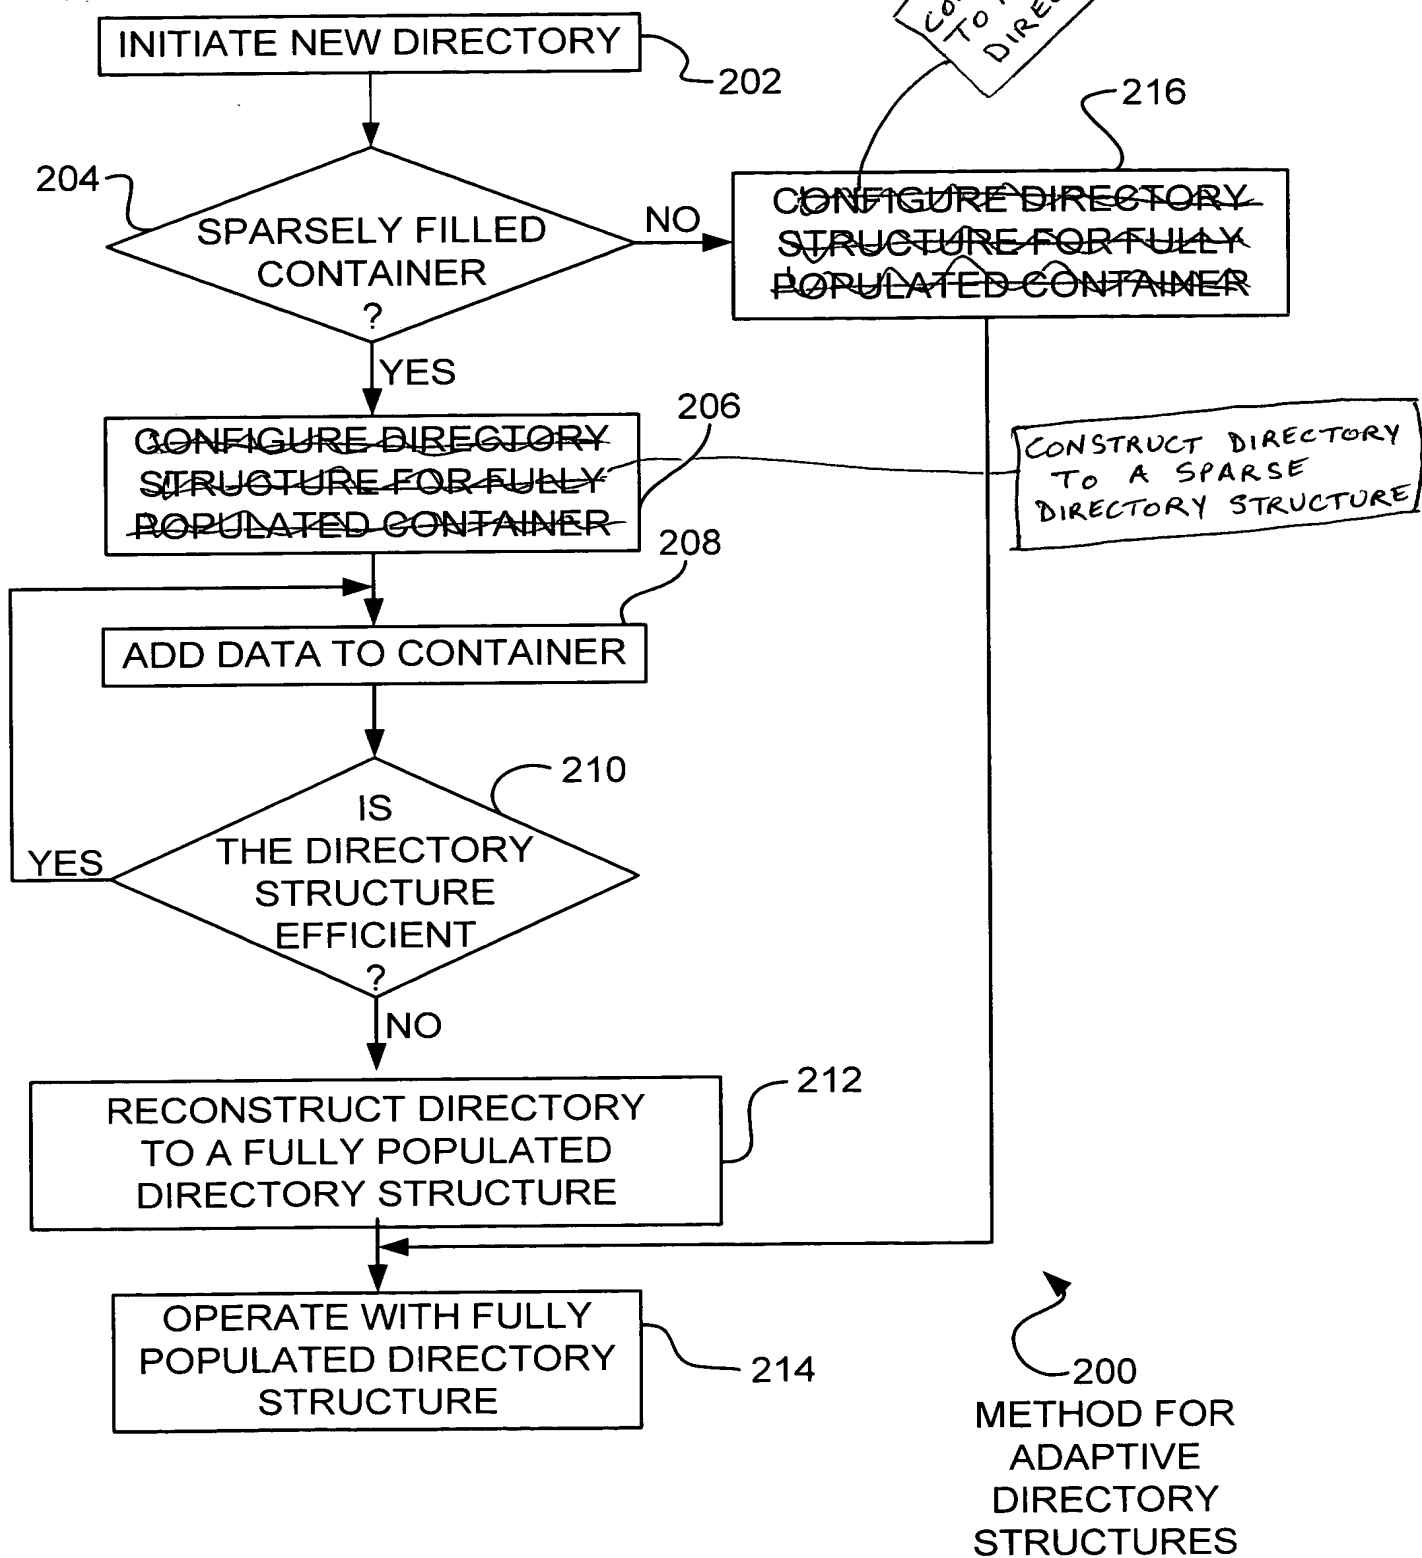 INITIATE NEW DIRECTORY
202
TO
DIREC
216
204
SPARSELY FILLED
CONTAINER
?
NO
CONFIGURE DIRECTORY
STRUCTURE FOR FULLY
POPULATED CONTAINER
YES
206
CONFIGURE DIRECTORY
STRUCTURE FOR FULLY
POPULATED CONTAINER
CONSTRUCT DIRECTORY
TO A SPARSE
DIRECTORY STRUCTURE
208
ADD DATA TO CONTAINER
210
IS
THE DIRECTORY
STRUCTURE
EFFICIENT
?
YES
NO
212
RECONSTRUCT DIRECTORY
TO A FULLY POPULATED
DIRECTORY STRUCTURE
OPERATE WITH FULLY
POPULATED DIRECTORY
STRUCTURE
214
200
METHOD FOR
ADAPTIVE
DIRECTORY
STRUCTURES